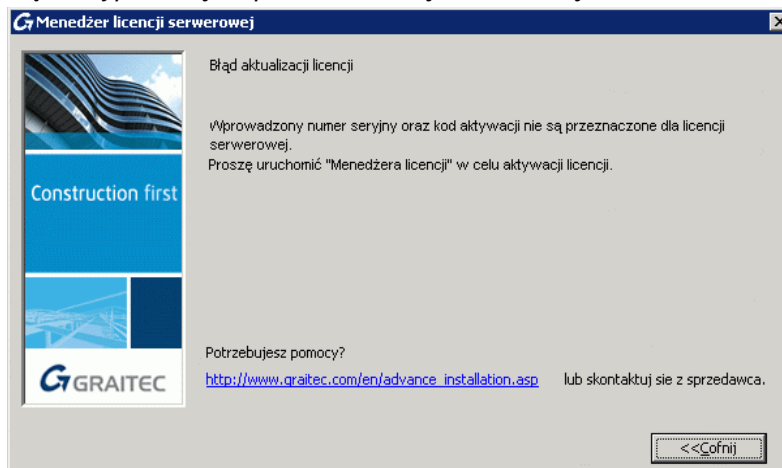 Menedżer licencji serwerowej
Błąd aktualizacji licencji
Wprowadzony numer seryjny oraz kod aktywacji nie są przeznaczone dla licencji
serwerowej.
Proszę uruchomić "Menedżera licencji" w celu aktywacji licencji.
Construction first
Potrzebujesz pomocy?
http://www.graitec.com/en/advance_installation.asp lub skontaktuj sie z sprzedawca.
GRAITEC
<<Cofnij